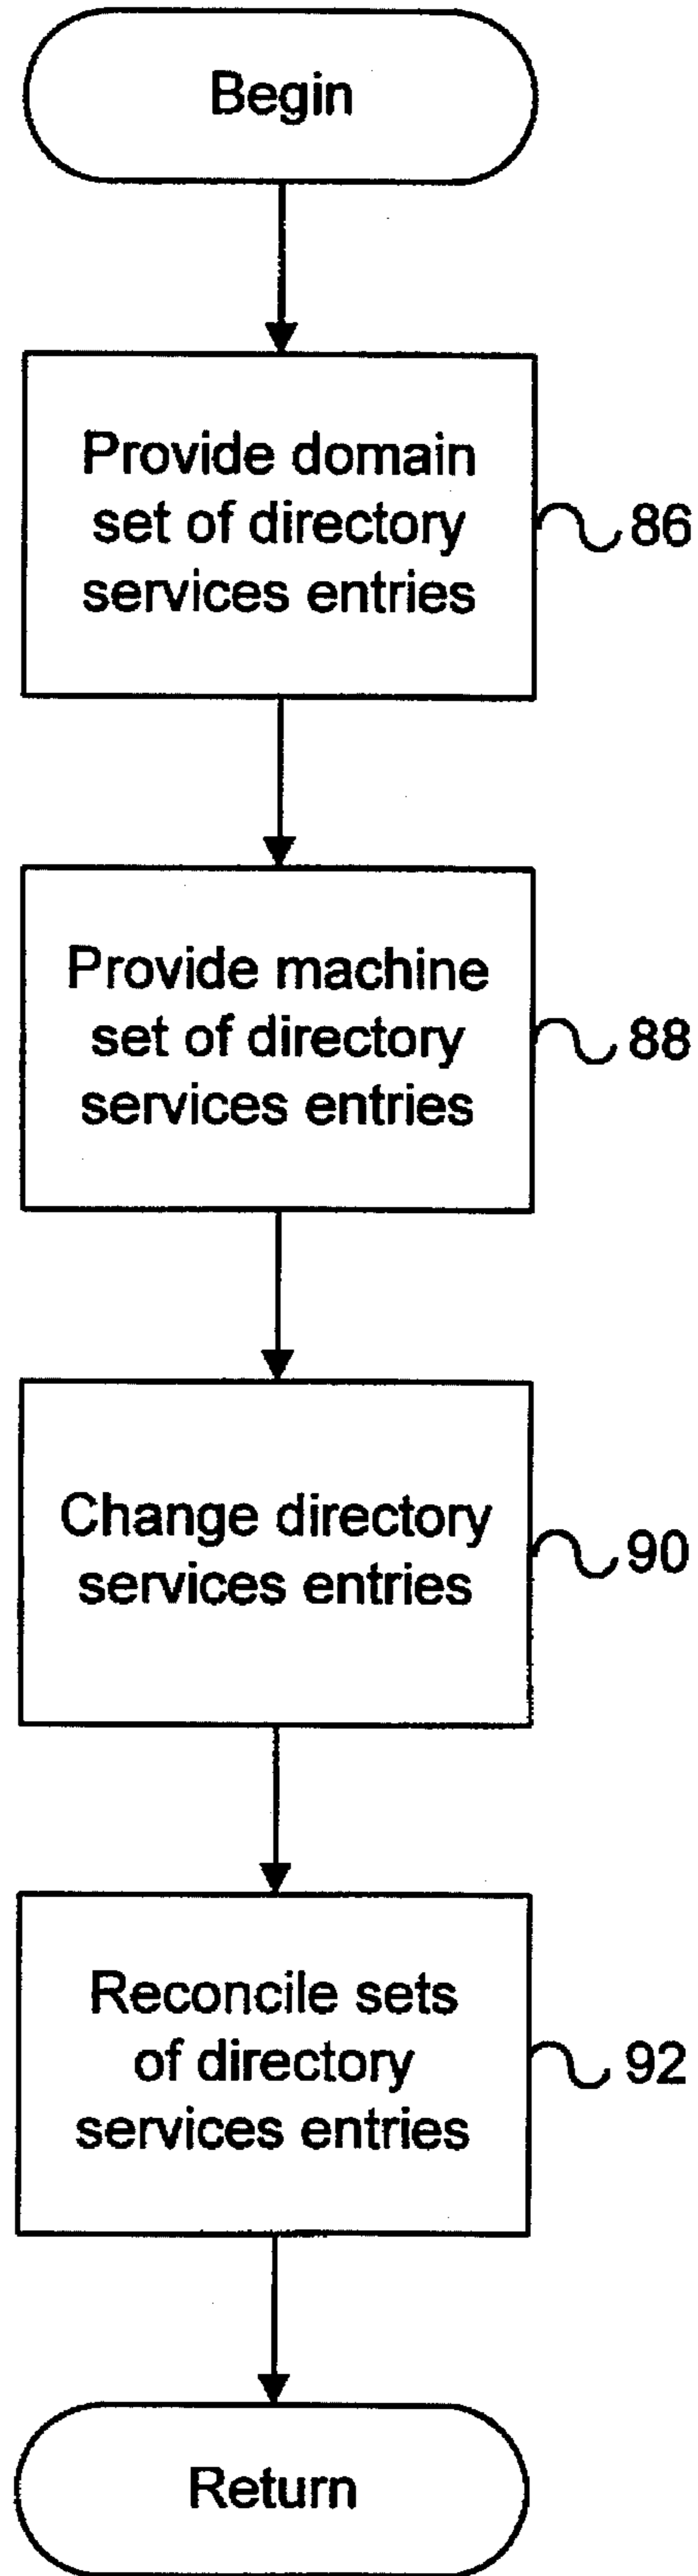 Begin
Provide domain
set of directory
services entries
86
Provide machine
set of directory
services entries
88
Change directory
services entries
90
Reconcile sets
of directory
services entries
92
Return